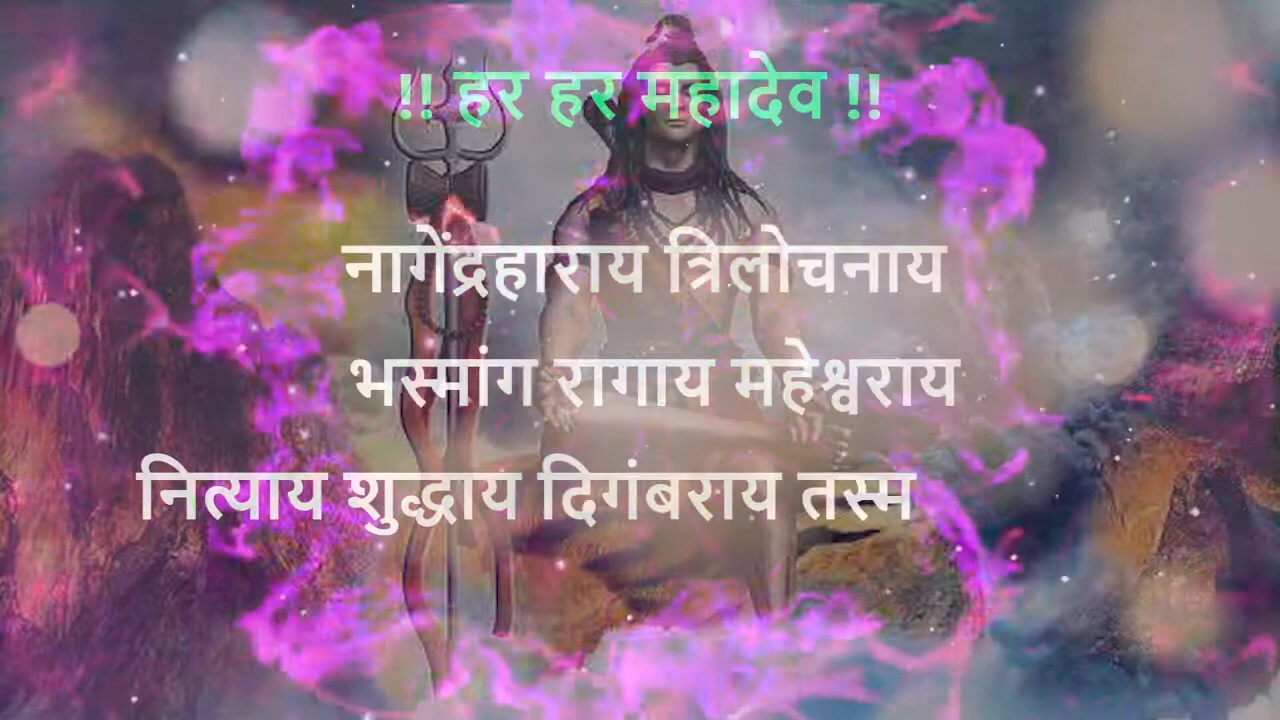 !! हर हर महादेव !!
नागेंद्रहाराय त्रिलोचनाय
भस्मांग रागाय महेश्वराय
नित्याय शुद्धाय दिगंबराय तस्म